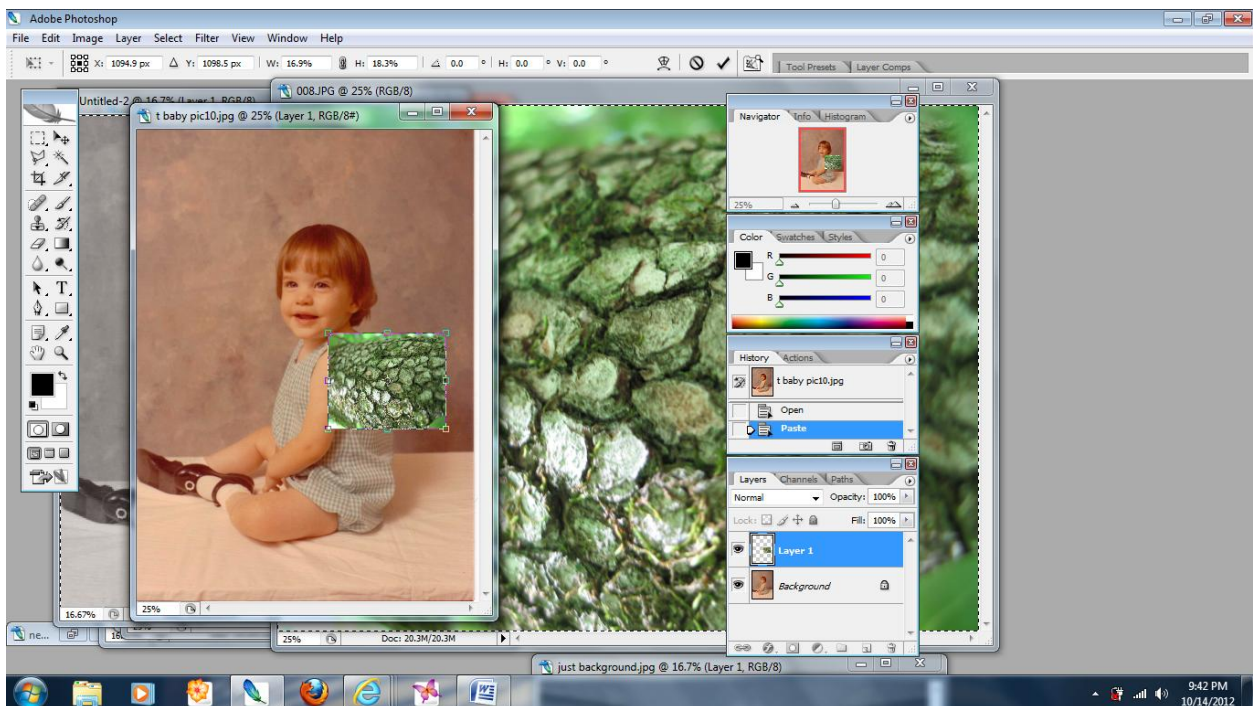 Adobe Photoshop
File Edit Image Layer Select Filter View Window Help
X: 1094.9 px Y: 1098.5 px W: 16.9% H: 18.3% 0.0 ° H: 0.0 ° V: 0.0 °
Tool Presets Layer Comps
Untitled-2 @ 16.7% (Layer 1, RGB/8)
008.JPG @ 25% (RGB/8)
t baby pic10.jpg @ 25% (Layer 1, RGB/8#)
Navigator Info Histogram
25%
Color Swatches Styles
R 0
G 0
B 0
History Actions
t baby pic10.jpg
Open
Paste
Layers Channels Paths
Normal Opacity: 100%
Lock: Fill: 100%
Layer 1
Background
T
16.67%
25%
ne...
25% Doc: 20.3M/20.3M
just background.jpg @ 16.7% (Layer 1, RGB/8)
9:42 PM
10/14/2012